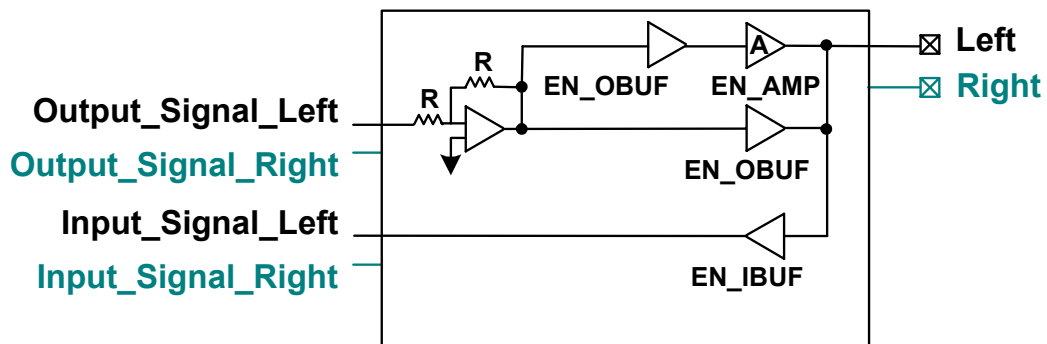 A
Left
R
EN_OBUF
EN_AMP
Right
R
Output_Signal_Left
Output_Signal_Right
EN_OBUF
Input_Signal_Left
Input_Signal_Right
EN_IBUF